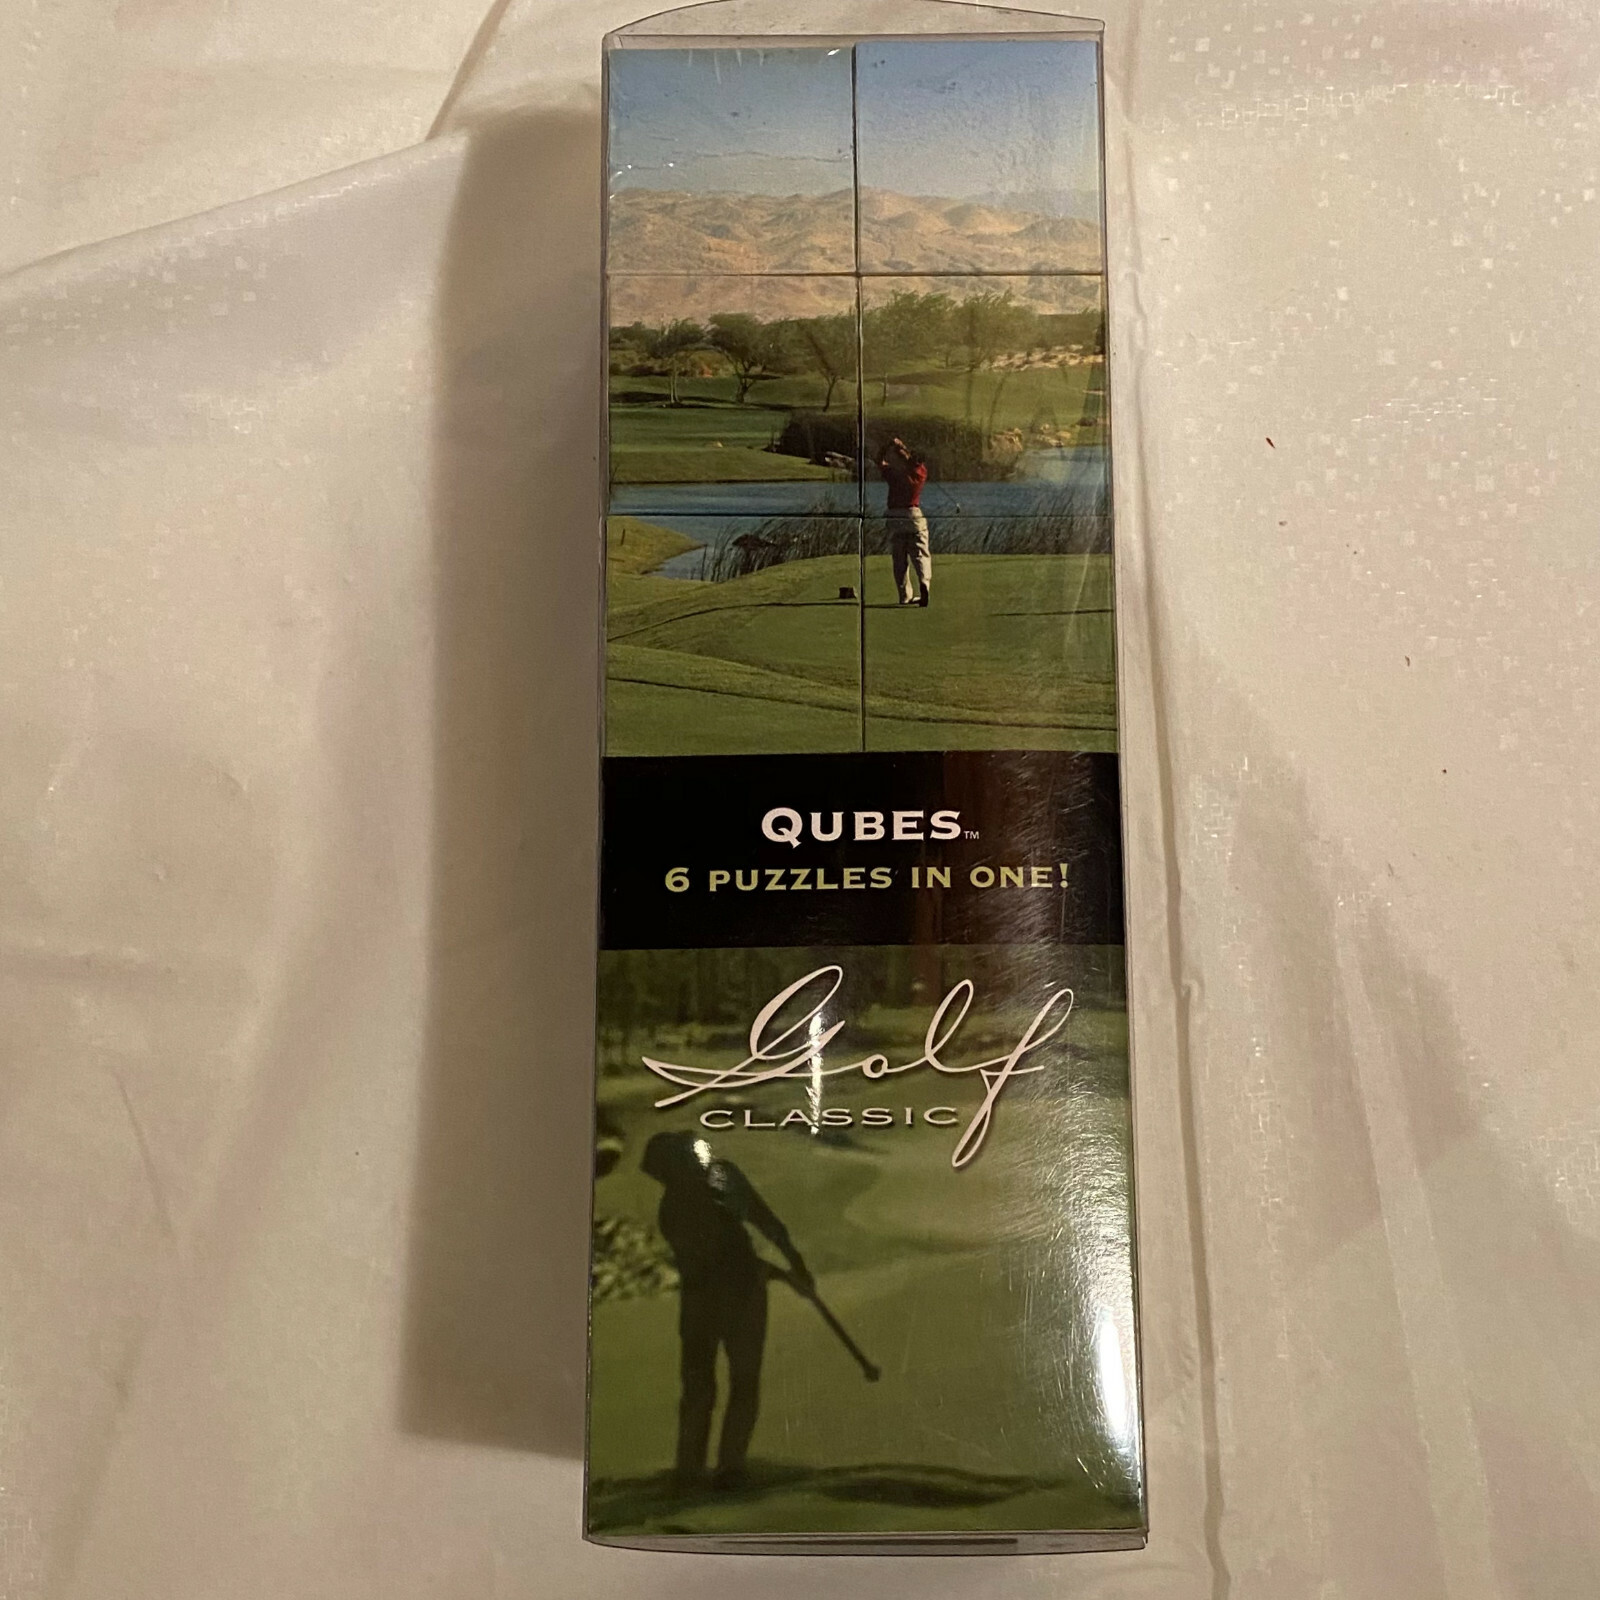 QUBES™
6 PUZZLES IN ONE!
Golf
CLASSIC